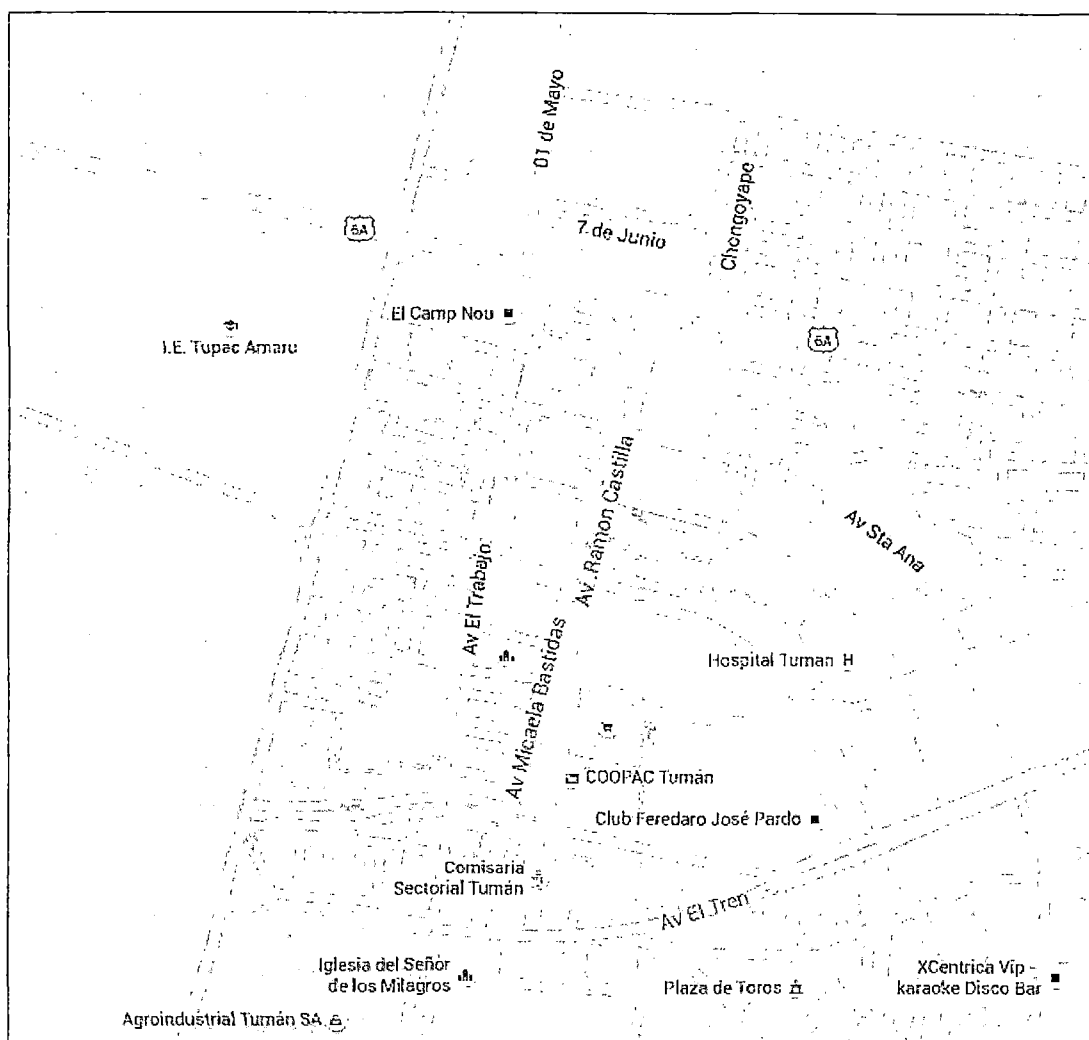 01 de Mayo
Chongoyape
7 de Junio
6A
El Camp Nou
I.E. Tupac Amaru
6A
Av. Ramon Castilla
Av Sta Ana
Av El Trabajo
Av Micaela Bastidas
Hospital Tuman H
COOPAC Tumán
Club Feredaro José Pardo
Comisaria
Sectorial Tumán
Av El Tren
Iglesia del Señor
de los Milagros
Plaza de Toros
XCentrica Vip -
karaoke Disco Bar
Agroindustrial Tumán SA